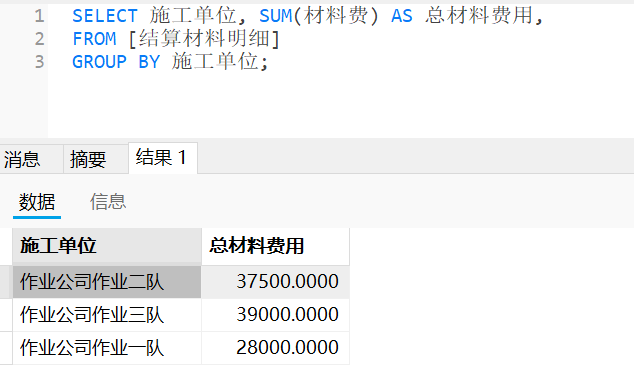 1 SELECT 施工单位, SUM(材料费) AS 总材料费用,
2 FROM [结算材料明细]
3 GROUP BY 施工单位;
消息 摘要 结果 1
数据 信息
施工单位 总材料费用
作业公司作业二队 37500.0000
作业公司作业三队 39000.0000
作业公司作业一队 28000.0000